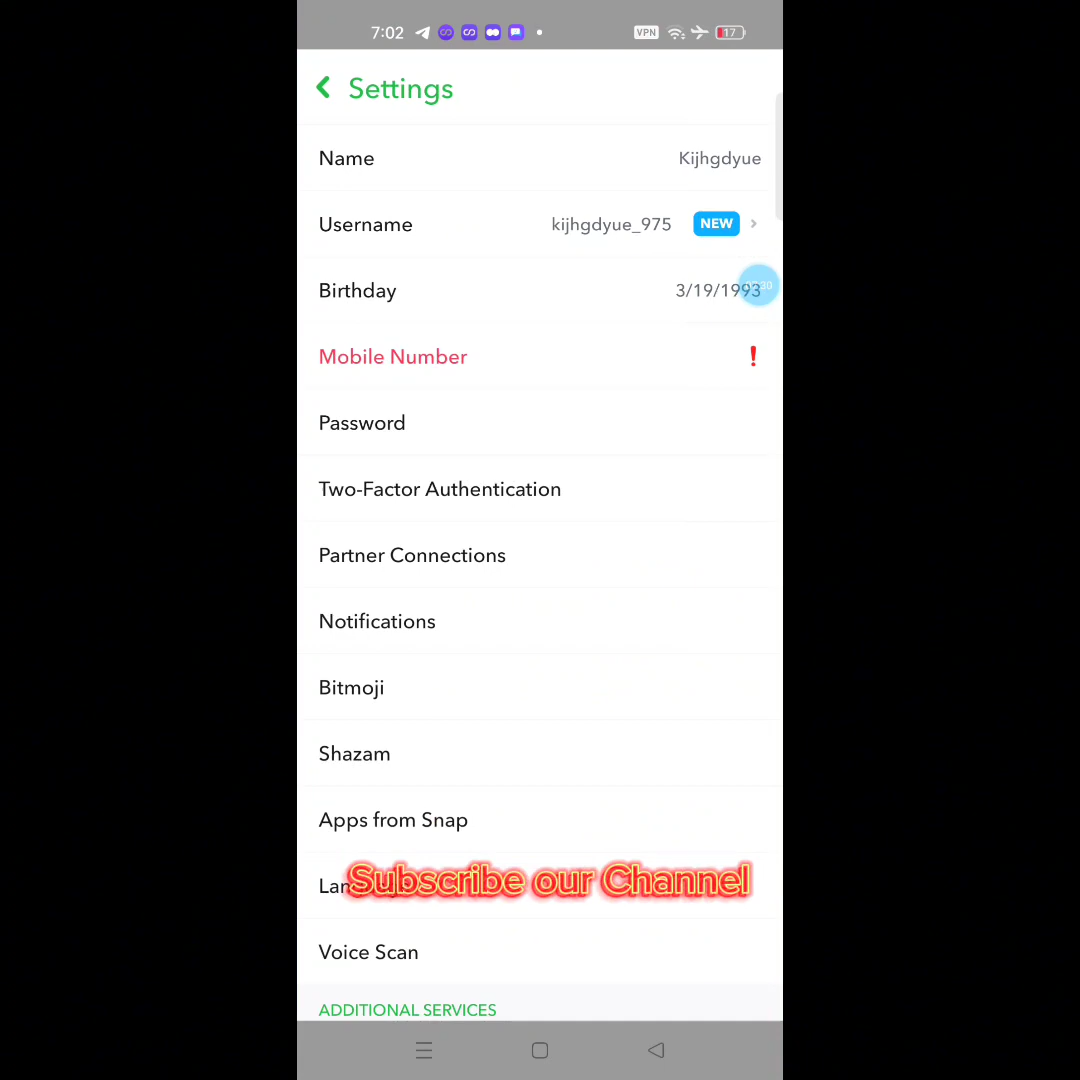 7:02 VPN 17
Settings
Name Kijhgdyue
Username kijhgdyue_975 NEW
Birthday 3/19/1993
Mobile Number
Password
Two-Factor Authentication
Partner Connections
Notifications
Bitmoji
Shazam
Apps from Snap
Subscribe our Channel
Voice Scan
ADDITIONAL SERVICES